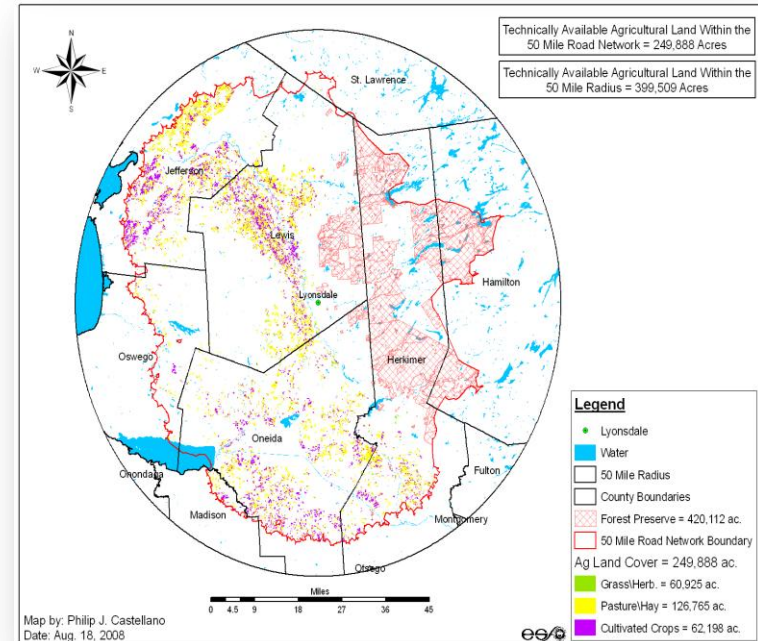 Technically Available Agricultural Land Within the
50 Mile Road Network = 249,888 Acres
Technically Available Agricultural Land Within the
50 Mile Radius = 399,509 Acres
N
W E
S
St. Lawrence
Jefferson
Lewis
Lyonsdale
Hamilton
Oswego
Herkimer
Oneida
Onondaga
Madison
Fulton
Montgomery
Otsego
Legend
Lyonsdale
Water
50 Mile Radius
County Boundaries
Forest Preserve = 420,112 ac.
50 Mile Road Network Boundary
Ag Land Cover = 249,888 ac.
Grass\Herb. = 60,925 ac.
Pasture\Hay = 126,765 ac.
Cultivated Crops = 62,198 ac.
Miles
0 4.5 9 18 27 36 45
Map by: Philip J. Castellano
Date: Aug. 18, 2008